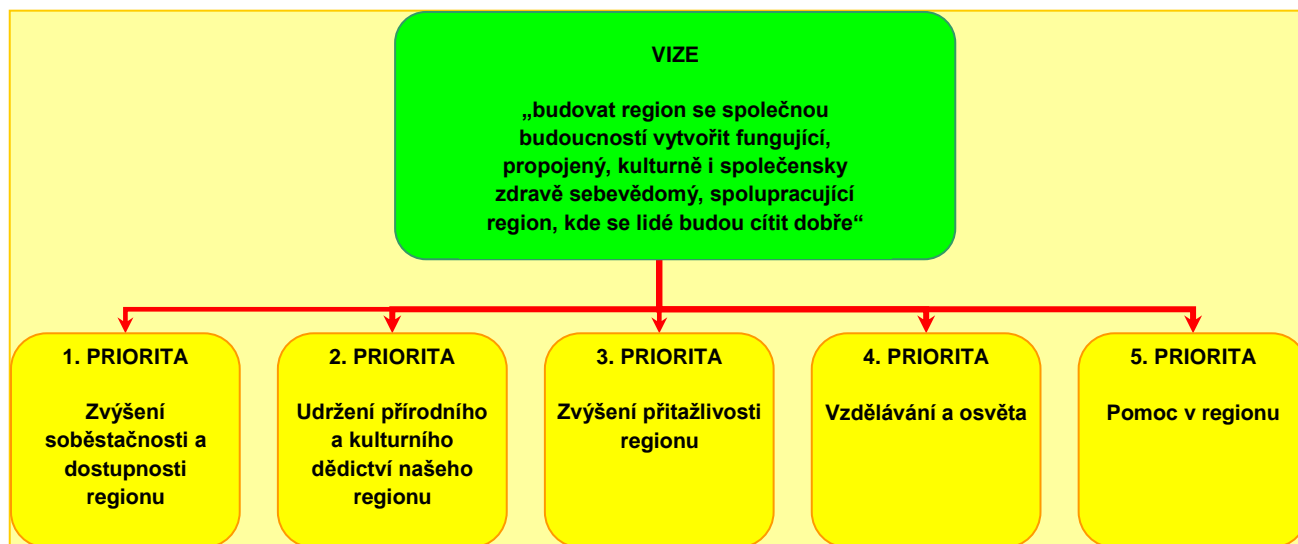 VIZE
„budovat region se společnou
budoucností vytvořit fungující,
propojený, kulturně i společensky
zdravě sebevědomý, spolupracující
region, kde se lidé budou cítit dobře“
1. PRIORITA
Zvýšení
soběstačnosti a
dostupnosti
regionu
2. PRIORITA
Udržení přírodního
a kulturního
dědictví našeho
regionu
3. PRIORITA
Zvýšení přitažlivosti
regionu
4. PRIORITA
Vzdělávání a osvěta
5. PRIORITA
Pomoc v regionu